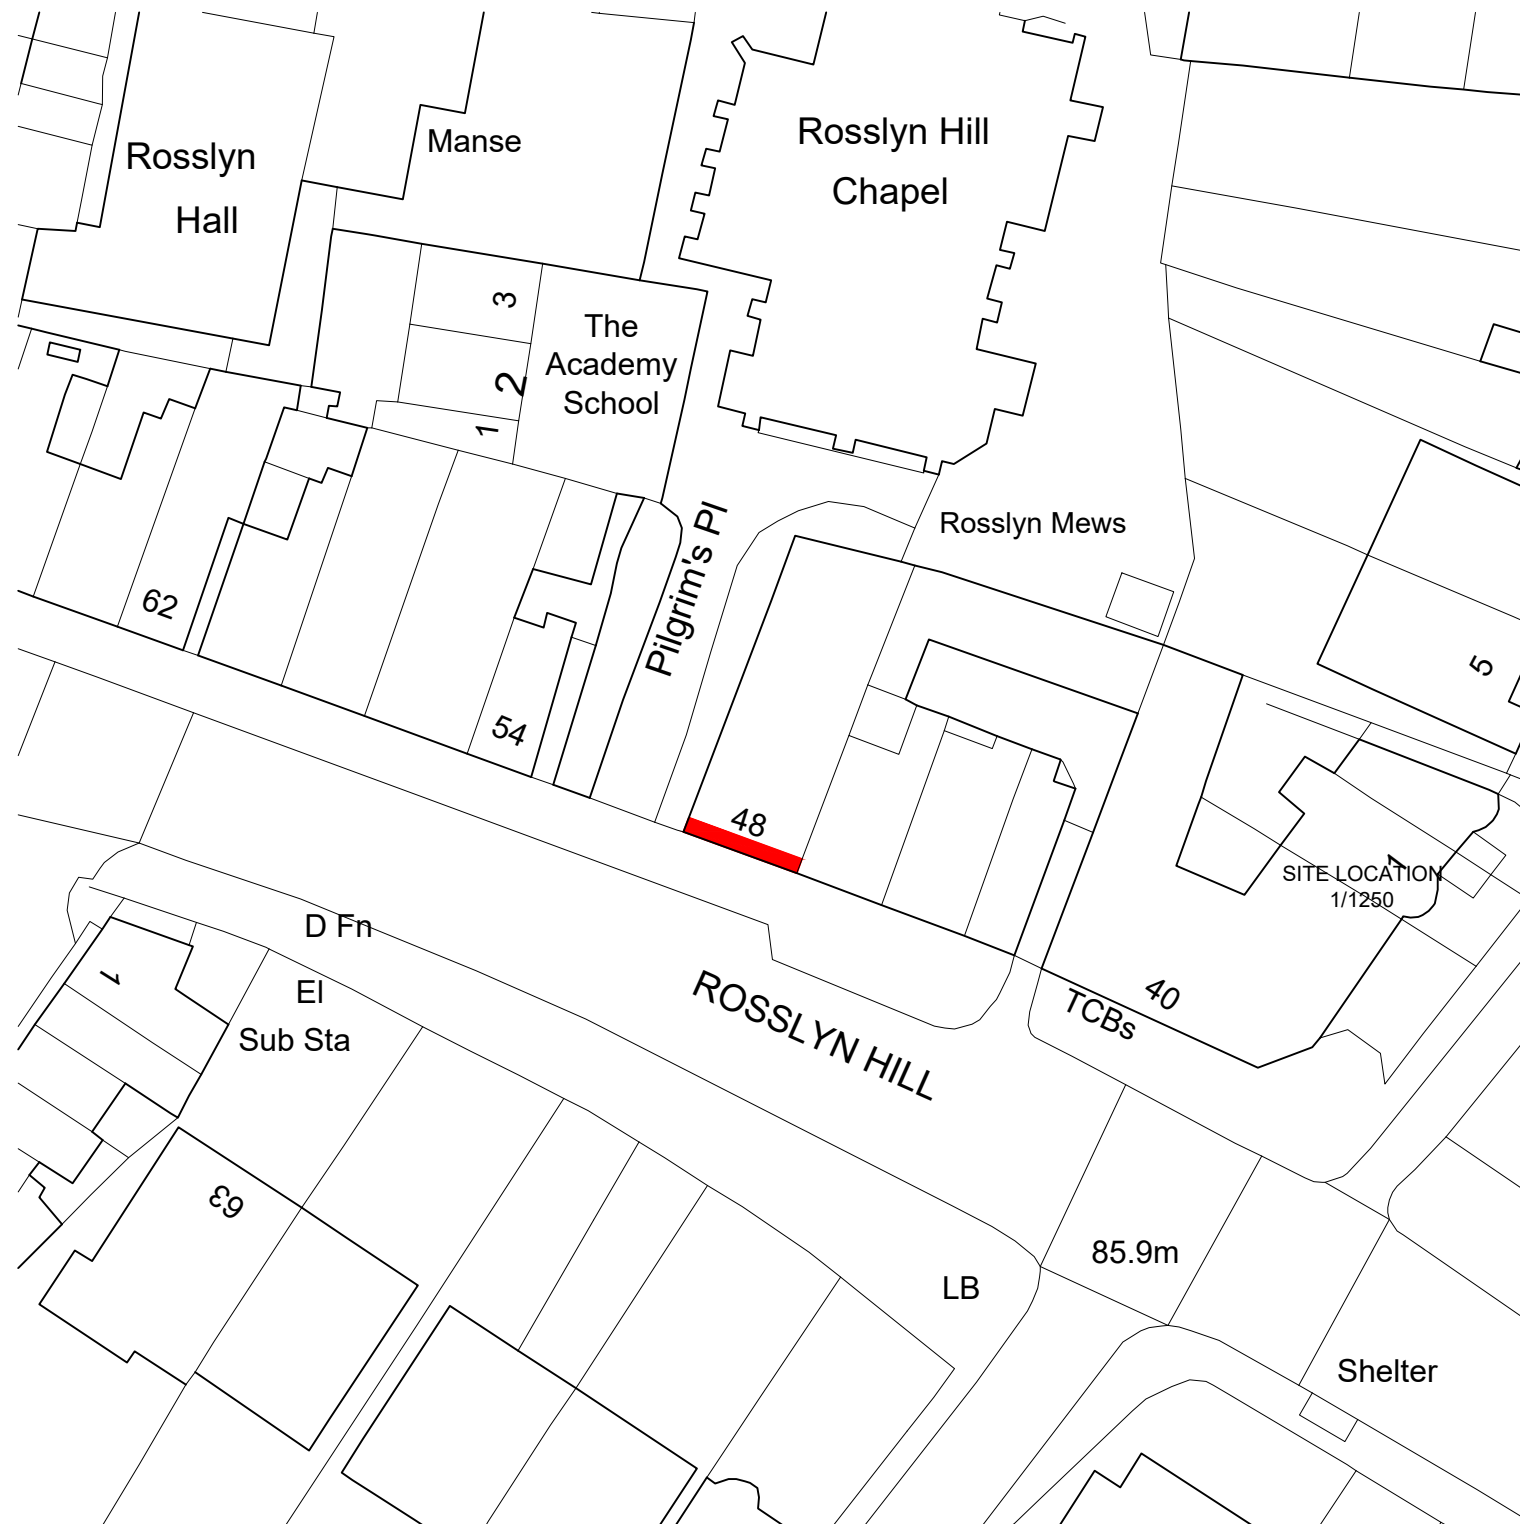 Rosslyn
Hall
Manse
Rosslyn Hill
Chapel
3
2
1
The
Academy
School
Pilgrim's Pl
Rosslyn Mews
62
54
48
5
1
SITE LOCATION
1/1250
D Fn
1
El
Sub Sta
ROSSLYN HILL
TCBs
40
63
85.9m
LB
Shelter